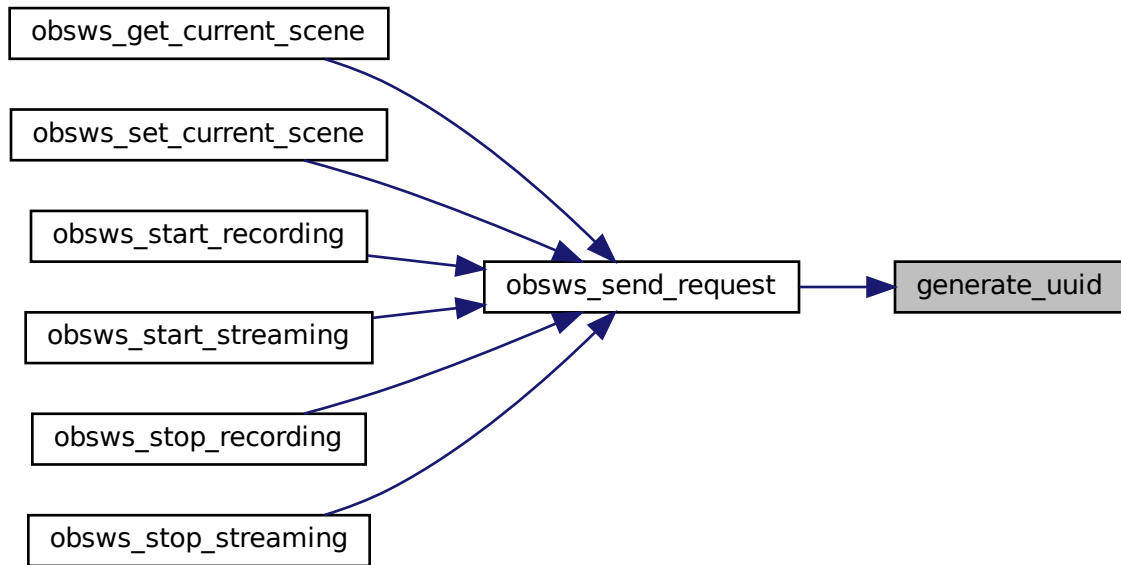 obsws_get_current_scene
obsws_set_current_scene
obsws_start_recording
obsws_start_streaming
obsws_stop_recording
obsws_stop_streaming
obsws_send_request
generate_uuid